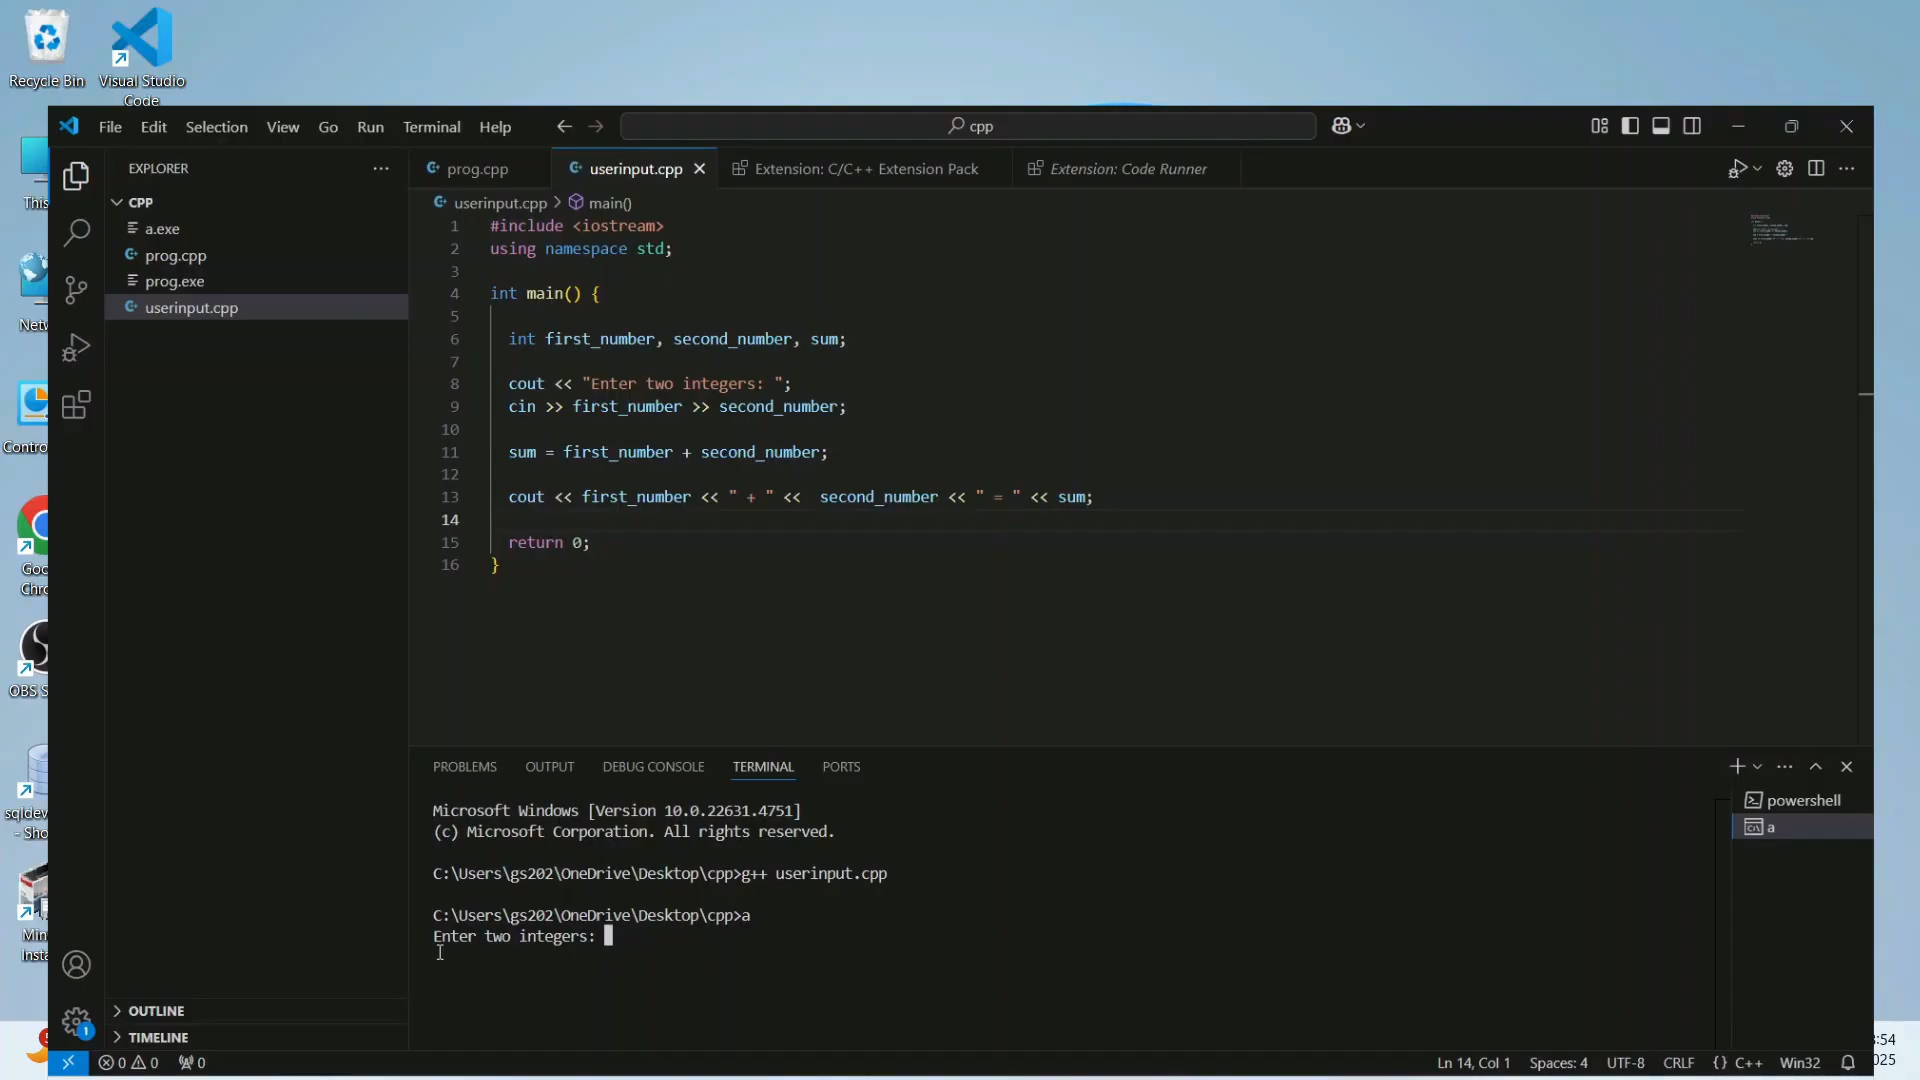 Recycle Bin
Visual Studio
Code
This
Netw
Contro
Goo
Chro
OBS S
sqldev
- Sho
Min
Insta
File Edit Selection View Go Run Terminal Help
cpp
EXPLORER
CPP
a.exe
prog.cpp
prog.exe
userinput.cpp
OUTLINE
TIMELINE
prog.cpp
userinput.cpp
Extension: C/C++ Extension Pack
Extension: Code Runner
userinput.cpp > main()
1 #include <iostream>
2 using namespace std;
3
4 int main() {
5
6 int first_number, second_number, sum;
7
8 cout << "Enter two integers: ";
9 cin >> first_number >> second_number;
10
11 sum = first_number + second_number;
12
13 cout << first_number << " + " <<  second_number << " = " << sum;
14
15 return 0;
16 }
PROBLEMS OUTPUT DEBUG CONSOLE TERMINAL PORTS
Microsoft Windows [Version 10.0.22631.4751]
(c) Microsoft Corporation. All rights reserved.
C:\Users\gs202\OneDrive\Desktop\cpp>g++ userinput.cpp
C:\Users\gs202\OneDrive\Desktop\cpp>a
Enter two integers:
powershell
a
1
0 0 0
Ln 14, Col 1 Spaces: 4 UTF-8 CRLF {} C++ Win32
:54
025